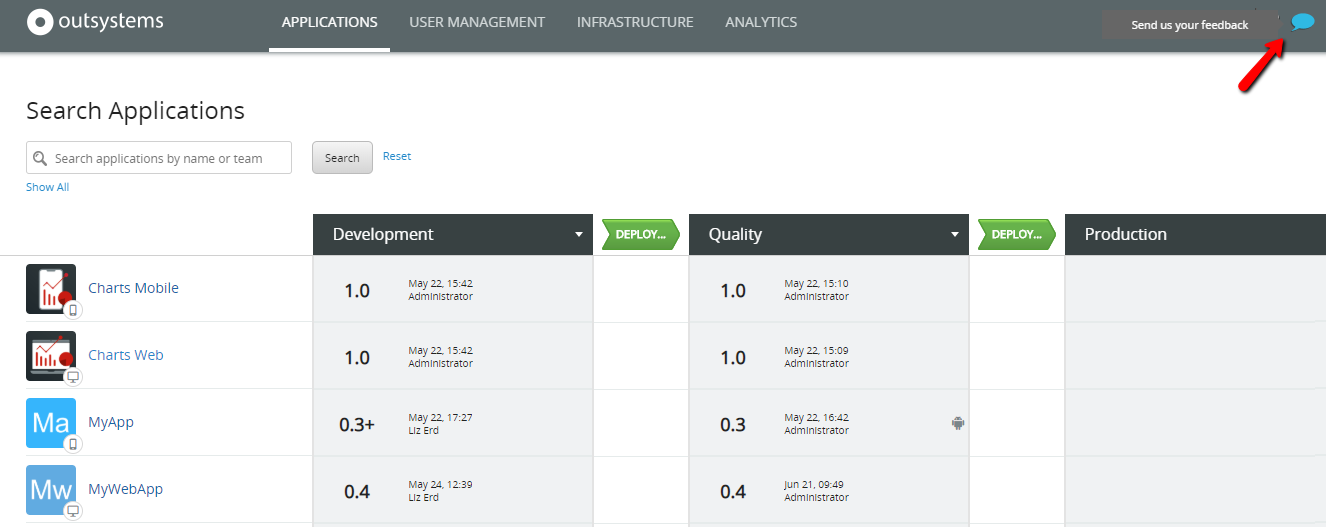 outsystems
APPLICATIONS
USER MANAGEMENT
INFRASTRUCTURE
ANALYTICS
Send us your feedback
Search Applications
Search applications by name or team
Search
Reset
Show All
Development
DEPLOY...
Quality
DEPLOY...
Production
Charts Mobile
1.0
May 22, 15:42
Administrator
1.0
May 22, 15:10
Administrator
Charts Web
1.0
May 22, 15:42
Administrator
1.0
May 22, 15:09
Administrator
Ma
MyApp
0.3+
May 22, 17:27
Liz Erd
0.3
May 22, 16:42
Administrator
Mw
MyWebApp
0.4
May 24, 12:39
Liz Erd
0.4
Jun 21, 09:49
Administrator